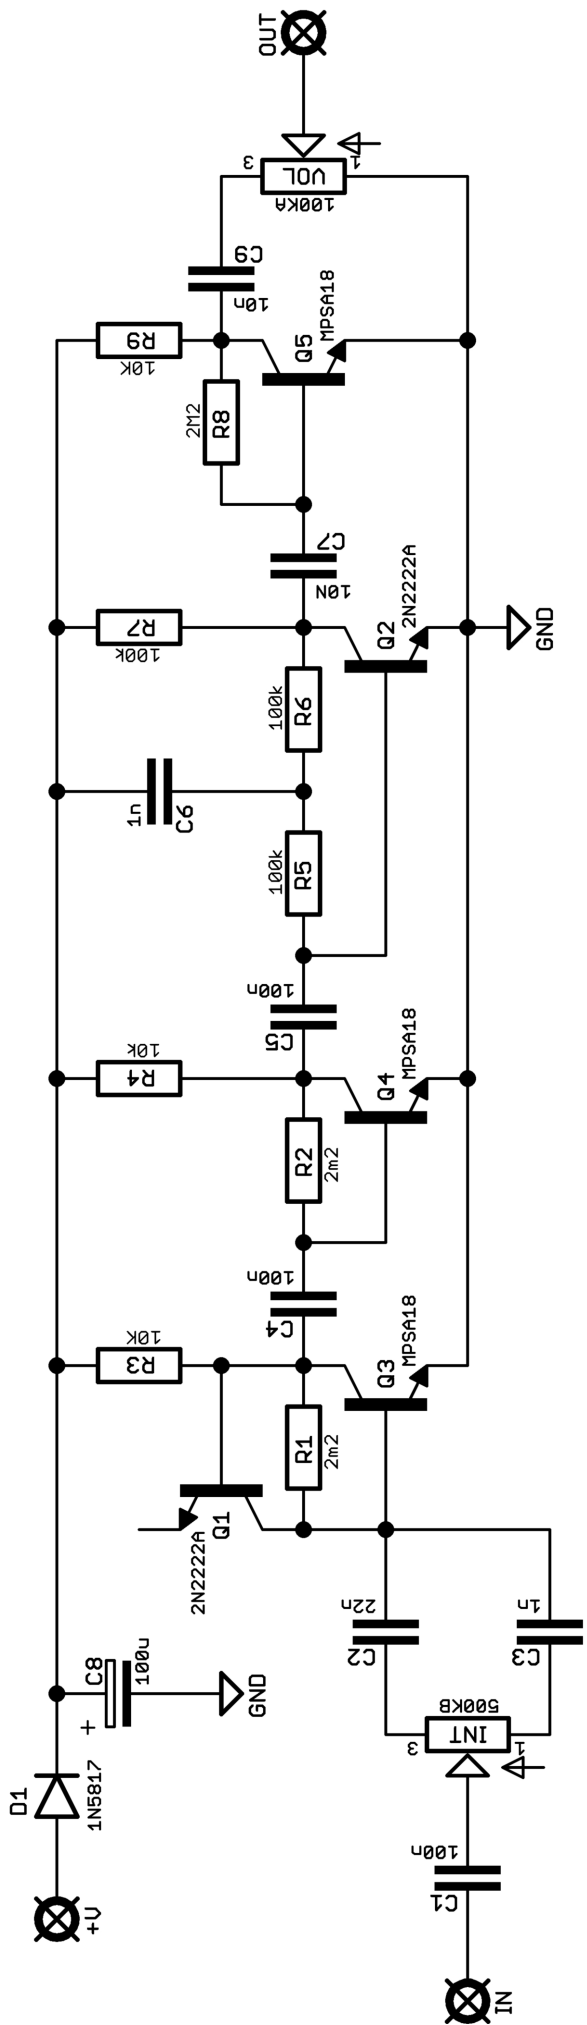 OUT
3
1
VOL
100KA
C9
10n
R9
10K
R8
2M2
Q5
MPSA18
C7
10N
R7
100k
Q2
2N2222A
GND
R6
100k
1n
C6
R5
100k
100n
C5
R4
10k
Q4
MPSA18
R2
2m2
100n
C4
R3
10K
Q3
MPSA18
R1
2m2
Q1
2N2222A
C2
22n
C3
1n
C8
100u
+
GND
INT
500KB
3
1
D1
1N5817
C1
100n
+V
IN